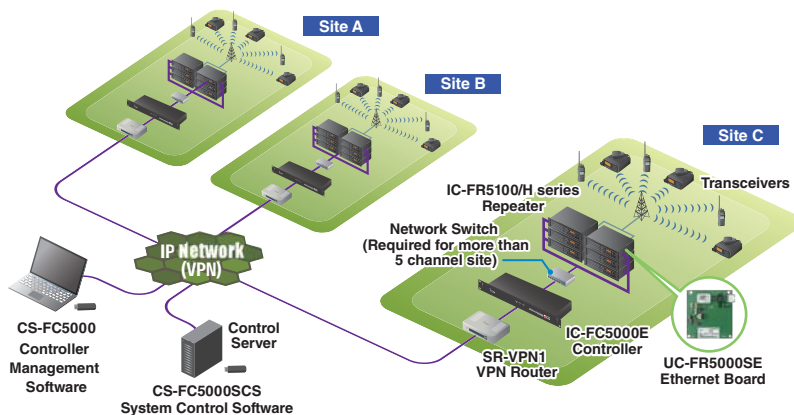 Site A
Site B
Site C
IC-FR5100/H series
Repeater
Transceivers
Network Switch
(Required for more than
5 channel site)
IP Network
(VPN)
CS-FC5000
Controller
Management
Software
Control
Server
CS-FC5000SCS
System Control Software
SR-VPN1
VPN Router
IC-FC5000E
Controller
UC-FR5000SE
Ethernet Board